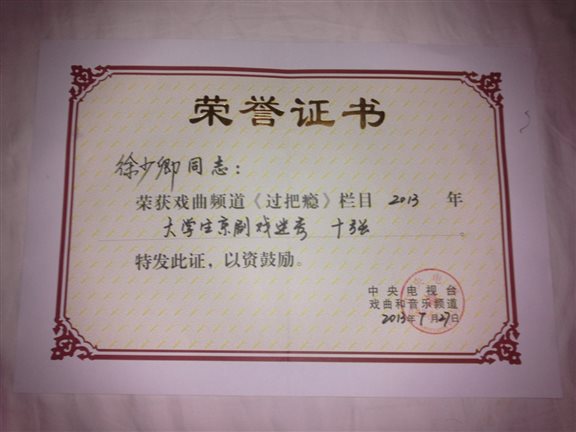 荣誉证书
徐少卿同志：
荣获戏曲频道《过把瘾》栏目 2013 年
大学生京剧戏迷秀 十强
特发此证，以资鼓励。
中央电视台
戏曲和音乐频道
2013年7月27日